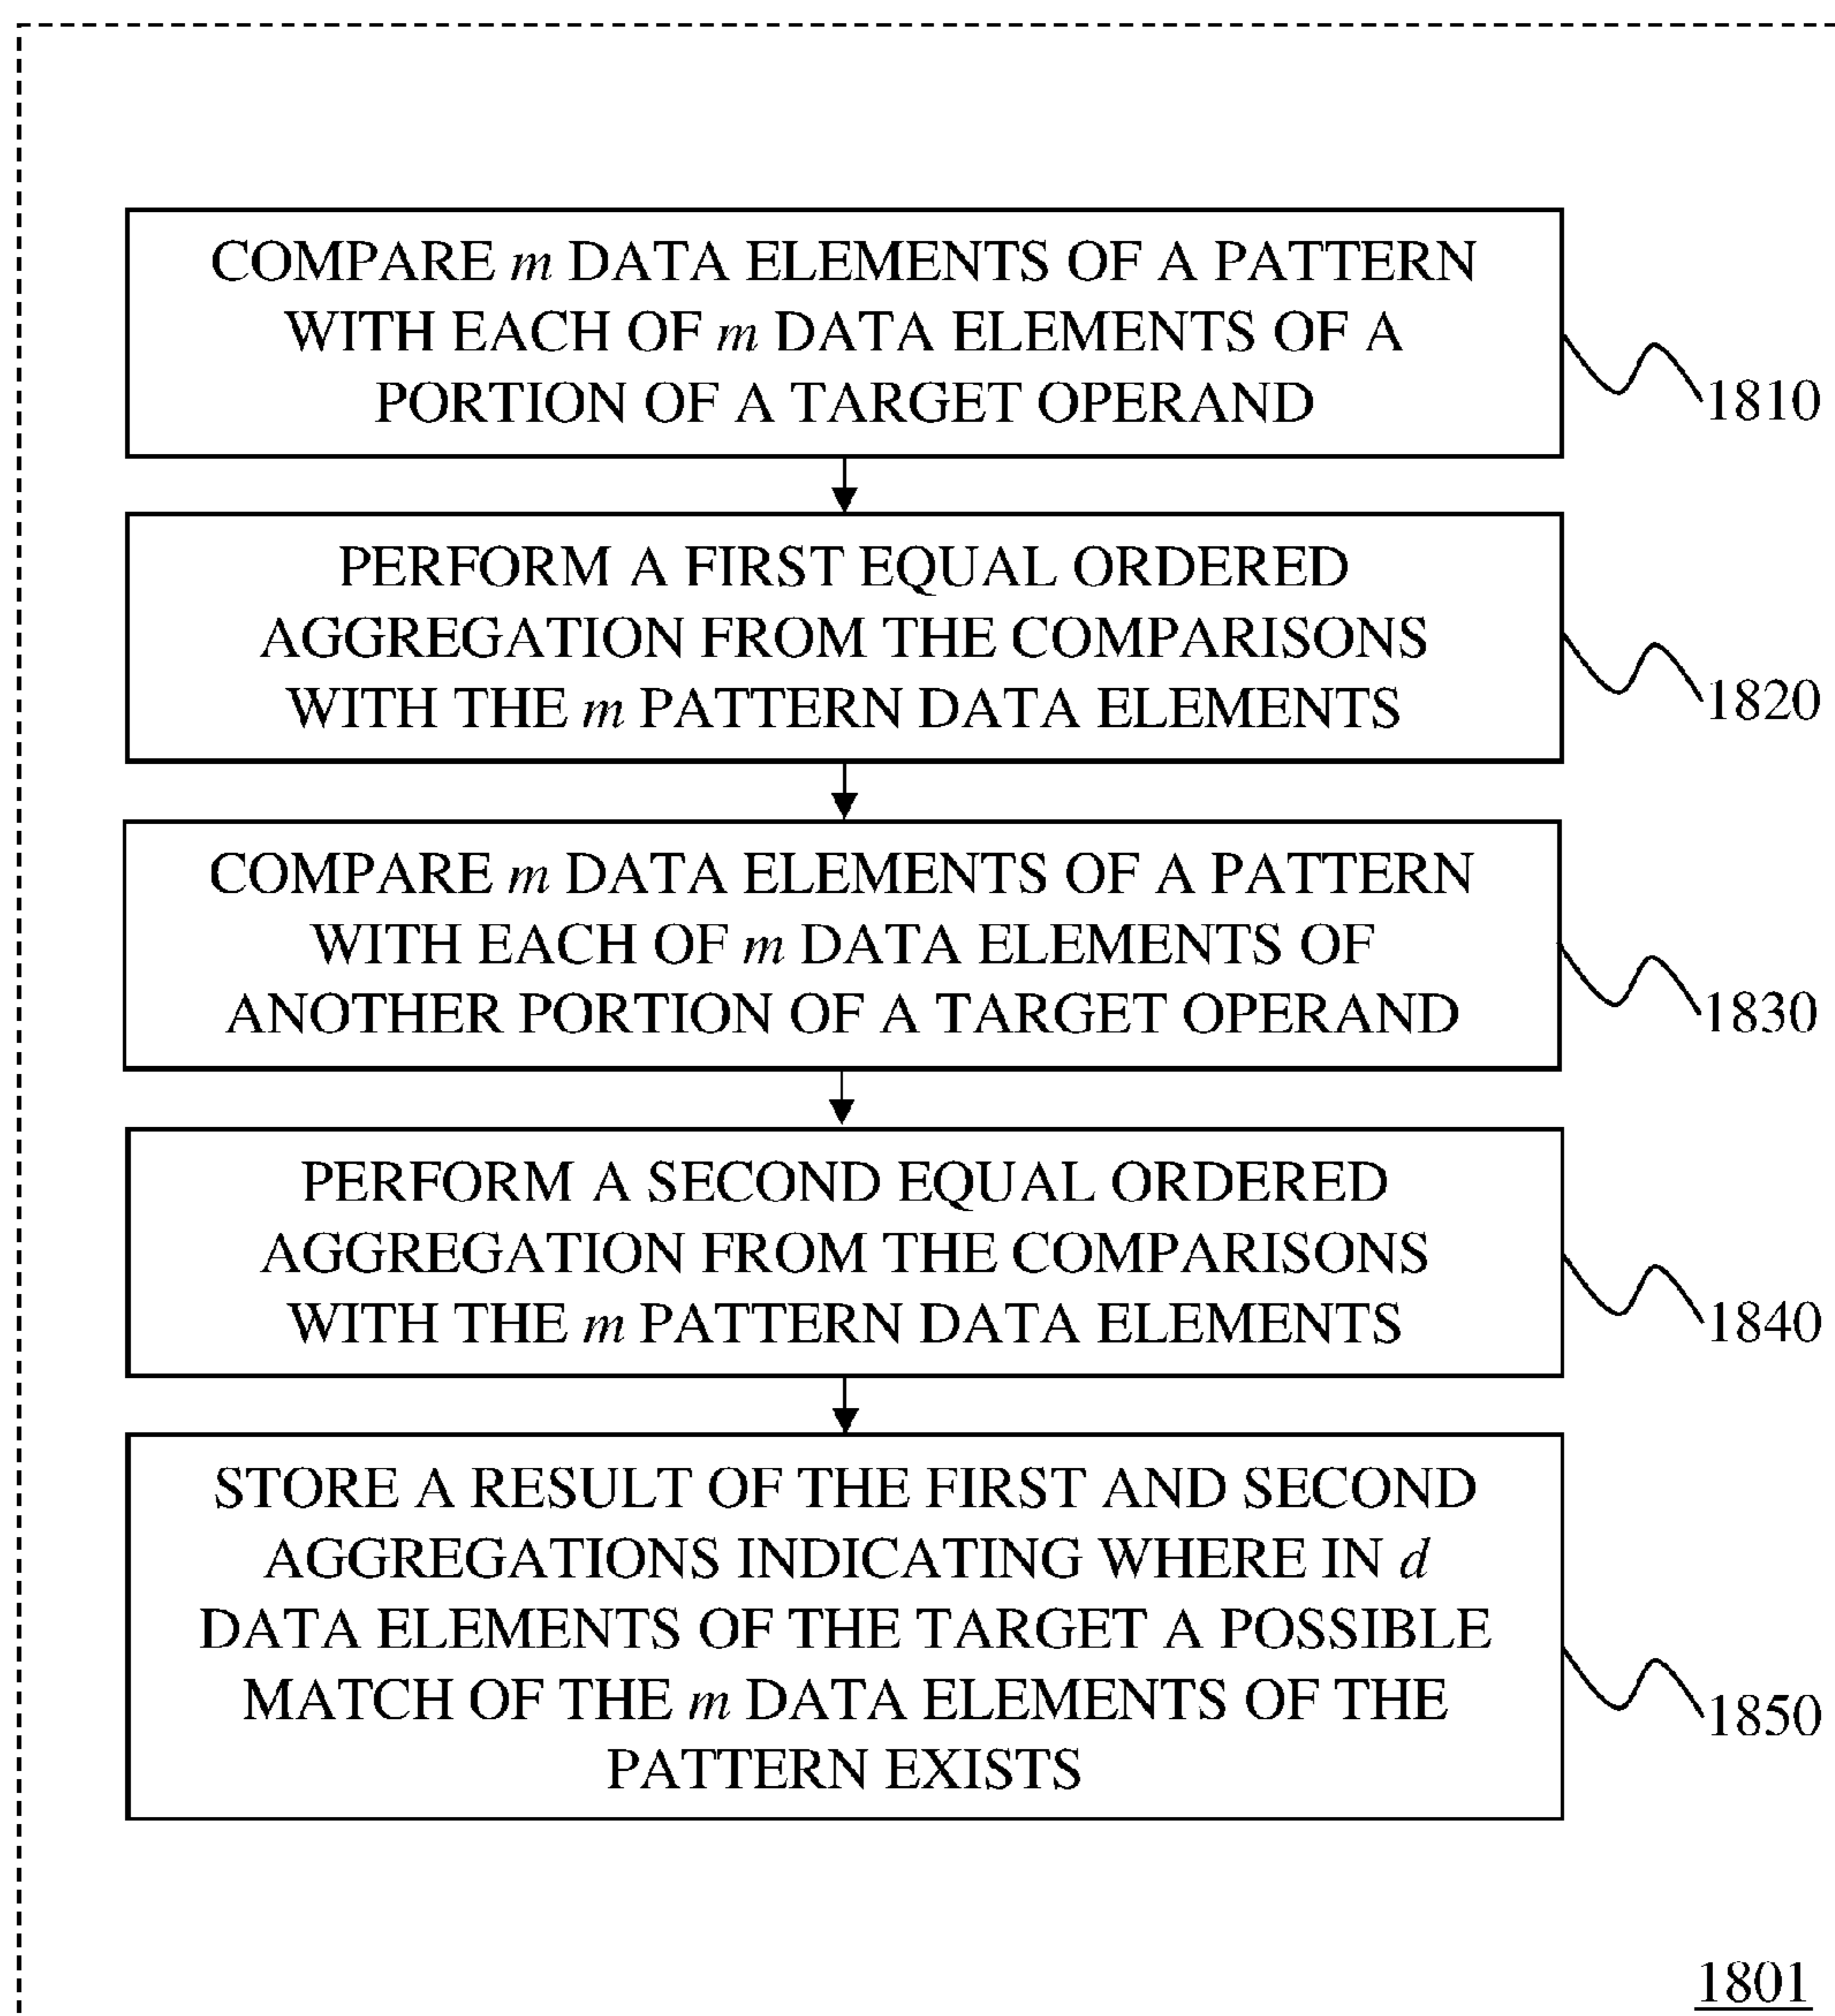 COMPARE m DATA ELEMENTS OF A PATTERN
WITH EACH OF m DATA ELEMENTS OF A
PORTION OF A TARGET OPERAND
1810
PERFORM A FIRST EQUAL ORDERED
AGGREGATION FROM THE COMPARISONS
WITH THE m PATTERN DATA ELEMENTS
1820
COMPARE m DATA ELEMENTS OF A PATTERN
WITH EACH OF m DATA ELEMENTS OF
ANOTHER PORTION OF A TARGET OPERAND
1830
PERFORM A SECOND EQUAL ORDERED
AGGREGATION FROM THE COMPARISONS
WITH THE m PATTERN DATA ELEMENTS
1840
STORE A RESULT OF THE FIRST AND SECOND
AGGREGATIONS INDICATING WHERE IN d
DATA ELEMENTS OF THE TARGET A POSSIBLE
MATCH OF THE m DATA ELEMENTS OF THE
PATTERN EXISTS
1850
1801